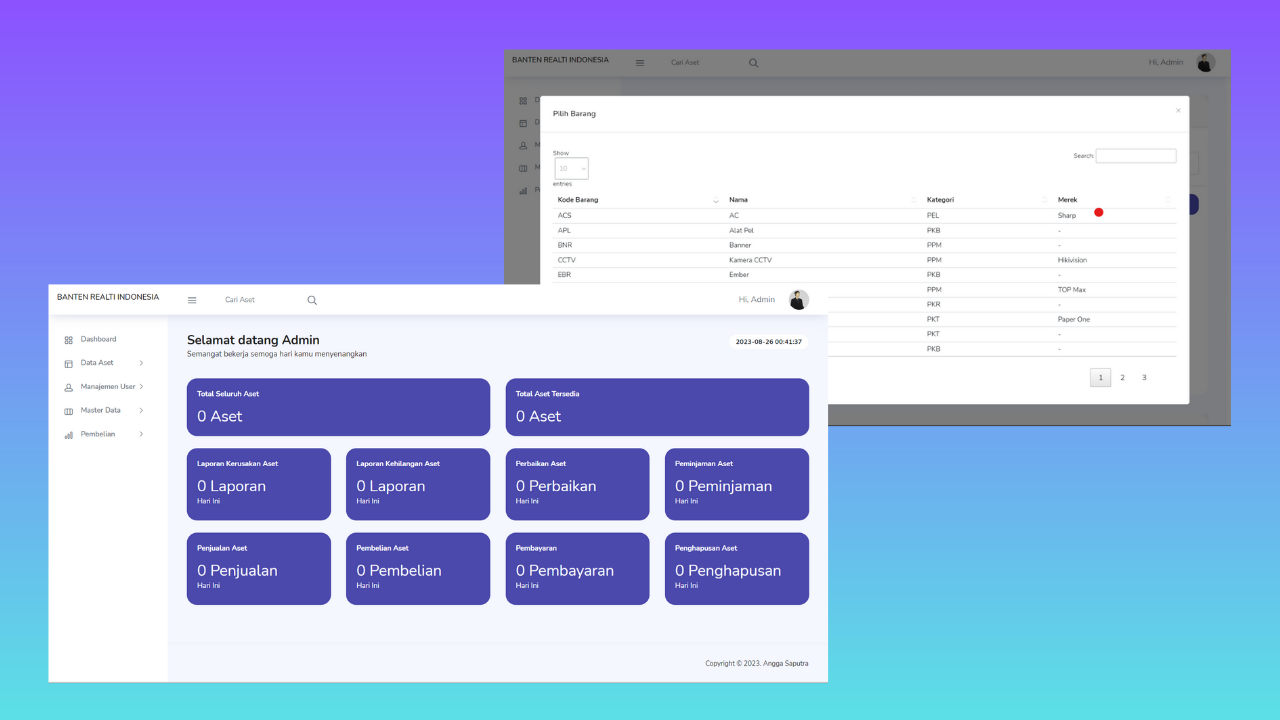 BANTEN REALTI INDONESIA
Cari Aset
Hi, Admin
Pilih Barang
×
Show
10
entries
Search:
Kode Barang Nama Kategori Merek
ACS AC PEL Sharp
APL Alat Pel PKB -
BNR Banner PPM -
CCTV Kamera CCTV PPM Hikivision
EBR Ember PKB -
PPM TOP Max
PKR -
PKT Paper One
PKT -
PKB -
1 2 3
BANTEN REALTI INDONESIA
Cari Aset
Hi, Admin
Dashboard
Data Aset
Manajemen User
Master Data
Pembelian
Selamat datang Admin
Semangat bekerja semoga hari kamu menyenangkan
2023-08-26 00:41:37
Total Seluruh Aset
0 Aset
Total Aset Tersedia
0 Aset
Laporan Kerusakan Aset
0 Laporan
Hari Ini
Laporan Kehilangan Aset
0 Laporan
Hari Ini
Perbaikan Aset
0 Perbaikan
Hari Ini
Peminjaman Aset
0 Peminjaman
Hari Ini
Penjualan Aset
0 Penjualan
Hari Ini
Pembelian Aset
0 Pembelian
Hari Ini
Pembayaran
0 Pembayaran
Hari Ini
Penghapusan Aset
0 Penghapusan
Hari Ini
Copyright © 2023. Angga Saputra